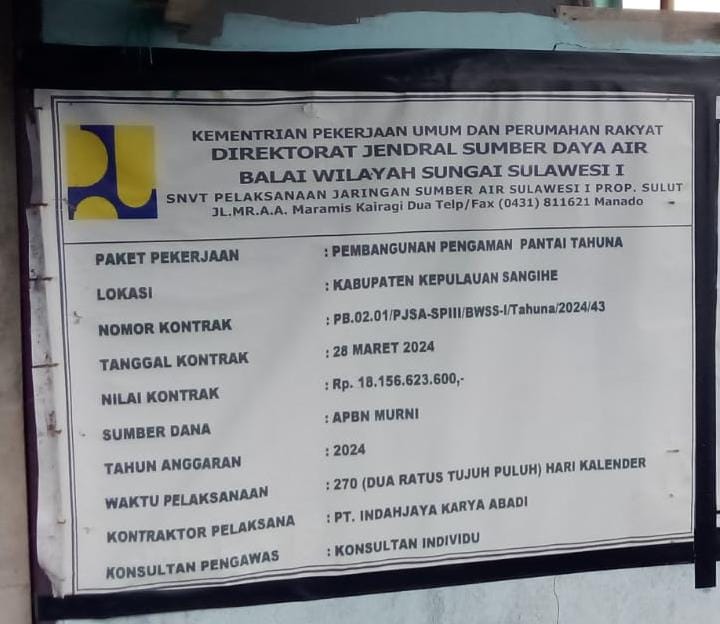 KEMENTRIAN PEKERJAAN UMUM DAN PERUMAHAN RAKYAT
DIREKTORAT JENDRAL SUMBER DAYA AIR
BALAI WILAYAH SUNGAI SULAWESI I
SNVT PELAKSANAAN JARINGAN SUMBER AIR SULAWESI I PROP. SULUT
JL.MR.A.A. Maramis Kairagi Dua Telp/Fax (0431) 811621 Manado
PAKET PEKERJAAN : PEMBANGUNAN PENGAMAN PANTAI TAHUNA
LOKASI : KABUPATEN KEPULAUAN SANGIHE
NOMOR KONTRAK : PB.02.01/PJSA-SPIII/BWSS-I/Tahuna/2024/43
TANGGAL KONTRAK : 28 MARET 2024
NILAI KONTRAK : Rp. 18.156.623.600,-
SUMBER DANA : APBN MURNI
TAHUN ANGGARAN : 2024
WAKTU PELAKSANAAN : 270 (DUA RATUS TUJUH PULUH) HARI KALENDER
KONTRAKTOR PELAKSANA : PT. INDAHJAYA KARYA ABADI
KONSULTAN PENGAWAS : KONSULTAN INDIVIDU